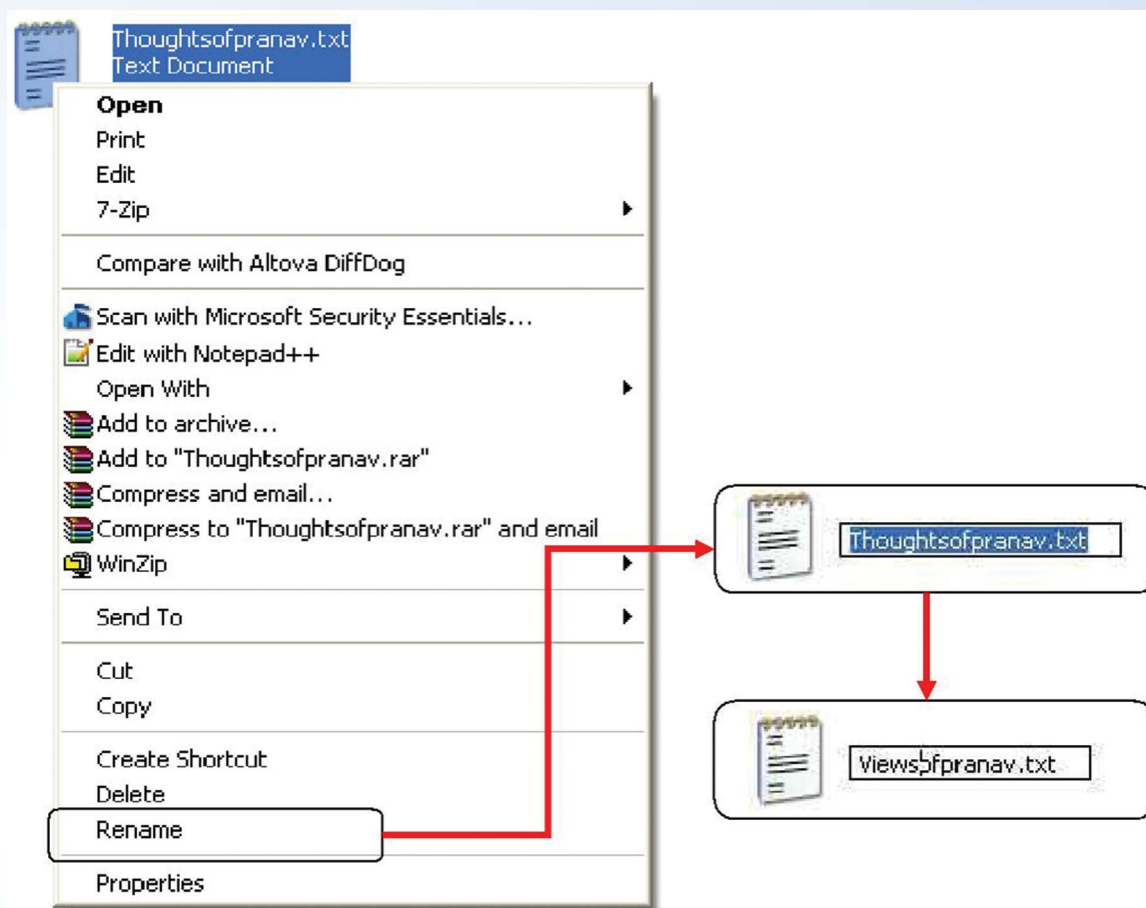 Thoughtsofpranav.txt
Text Document
Open
Print
Edit
7-Zip
Compare with Altova DiffDog
Scan with Microsoft Security Essentials...
Edit with Notepad++
Open With
Add to archive...
Add to "Thoughtsofpranav.rar"
Compress and email...
Compress to "Thoughtsofpranav.rar" and email
WinZip
Send To
Cut
Copy
Create Shortcut
Delete
Rename
Properties
Thoughtsofpranav.txt
Viewsofpranav.txt